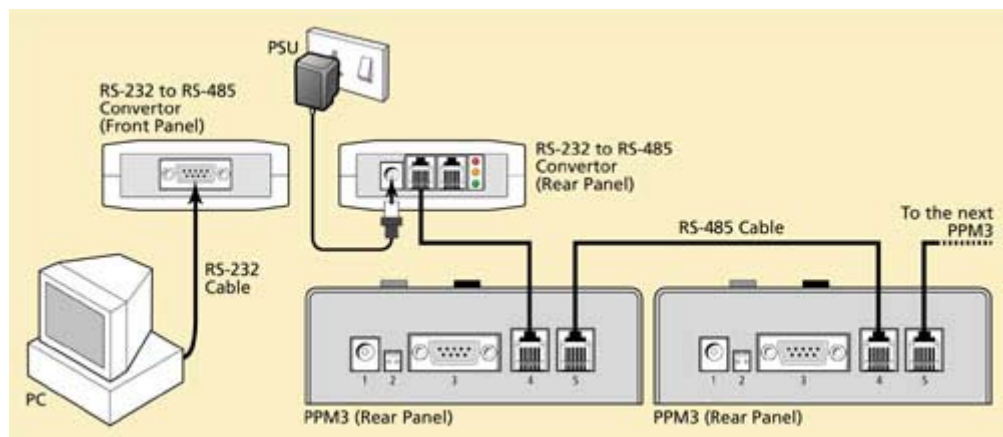 PSU
RS-232 to RS-485
Convertor
(Front Panel)
RS-232 to RS-485
Convertor
(Rear Panel)
To the next
PPM3
RS-485 Cable
RS-232
Cable
PC
1 2 3 4 5
PPM3 (Rear Panel)
1 2 3 4 5
PPM3 (Rear Panel)